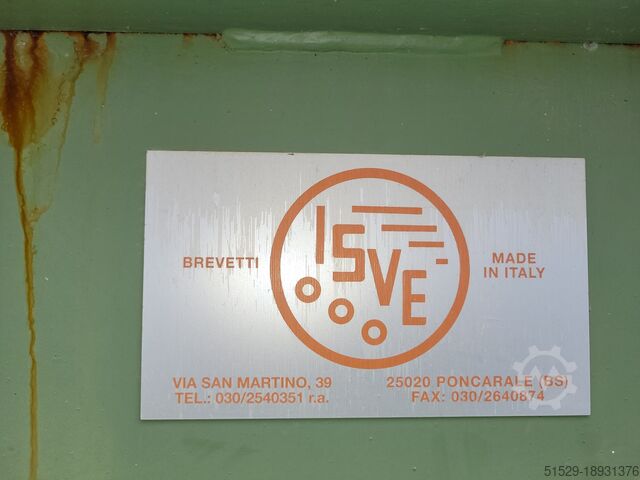 ISVE
BREVETTI
MADE
IN ITALY
VIA SAN MARTINO, 39
TEL.: 030/2540351 r.a.
25020 PONCARALE (BS)
FAX: 030/2640874
51529-18931376